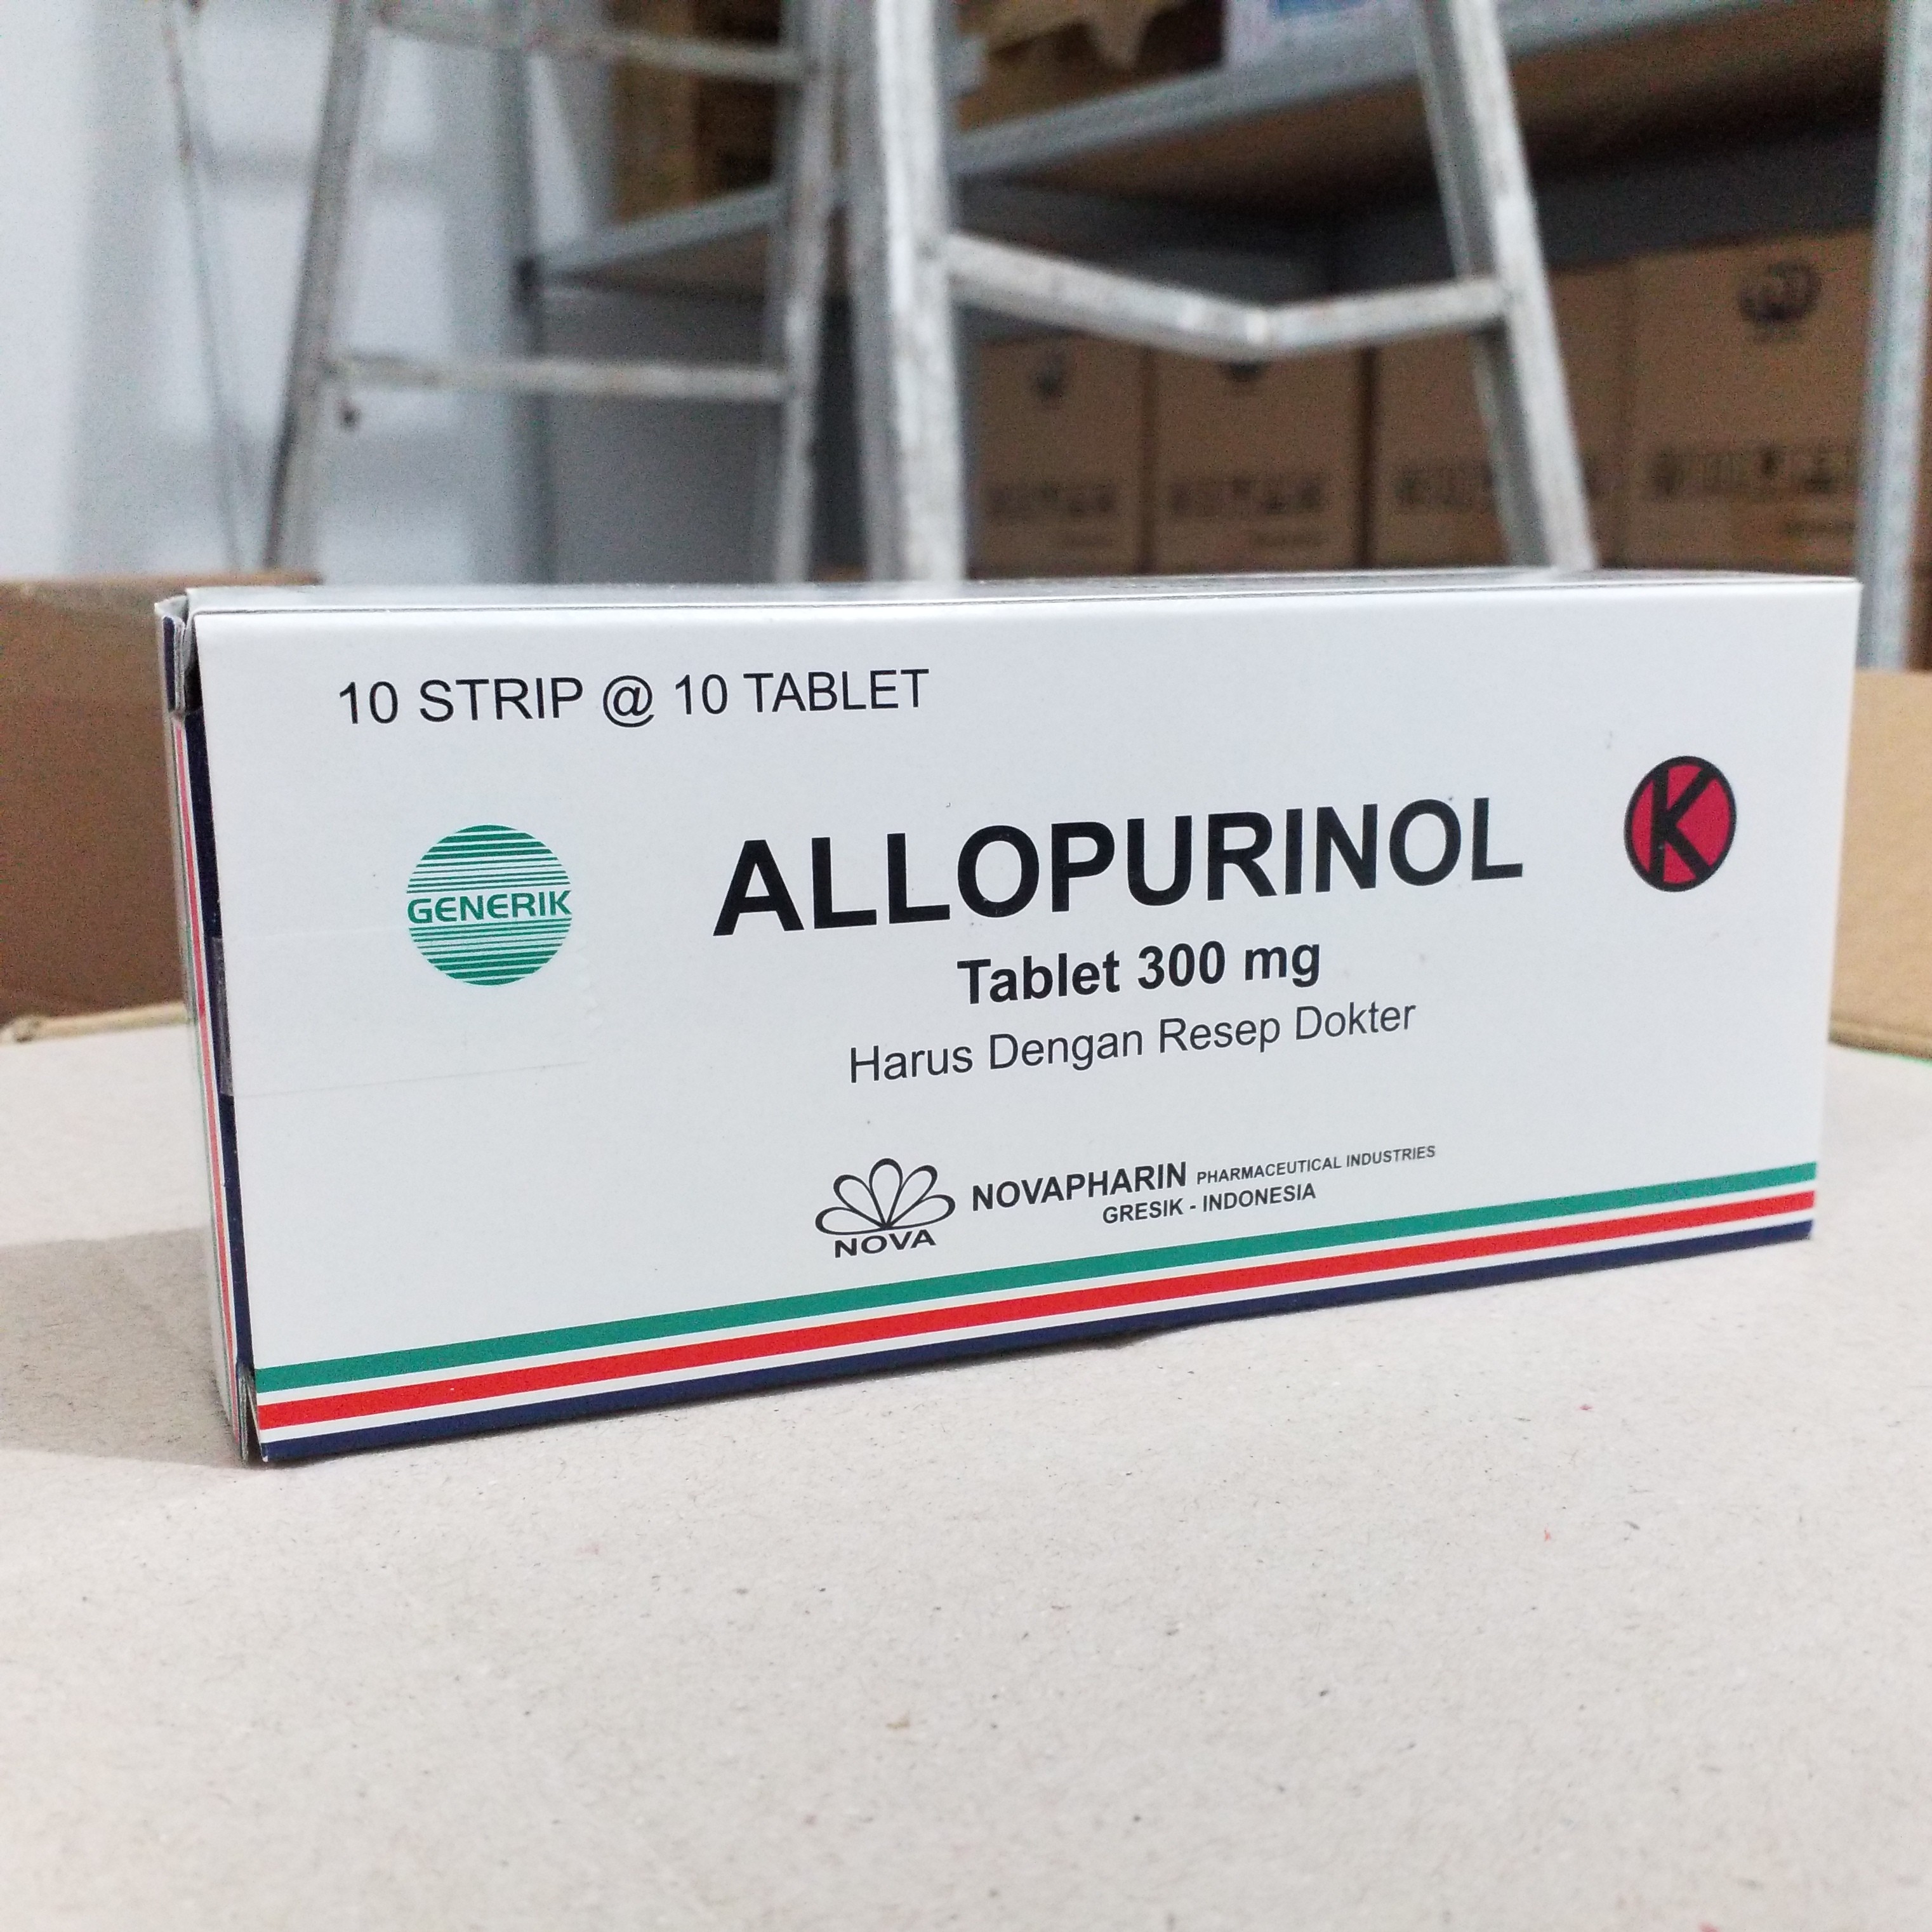 10 STRIP @ 10 TABLET
GENERIK
ALLOPURINOL
K
Tablet 300 mg
Harus Dengan Resep Dokter
NOVA
NOVAPHARIN PHARMACEUTICAL INDUSTRIES
GRESIK - INDONESIA